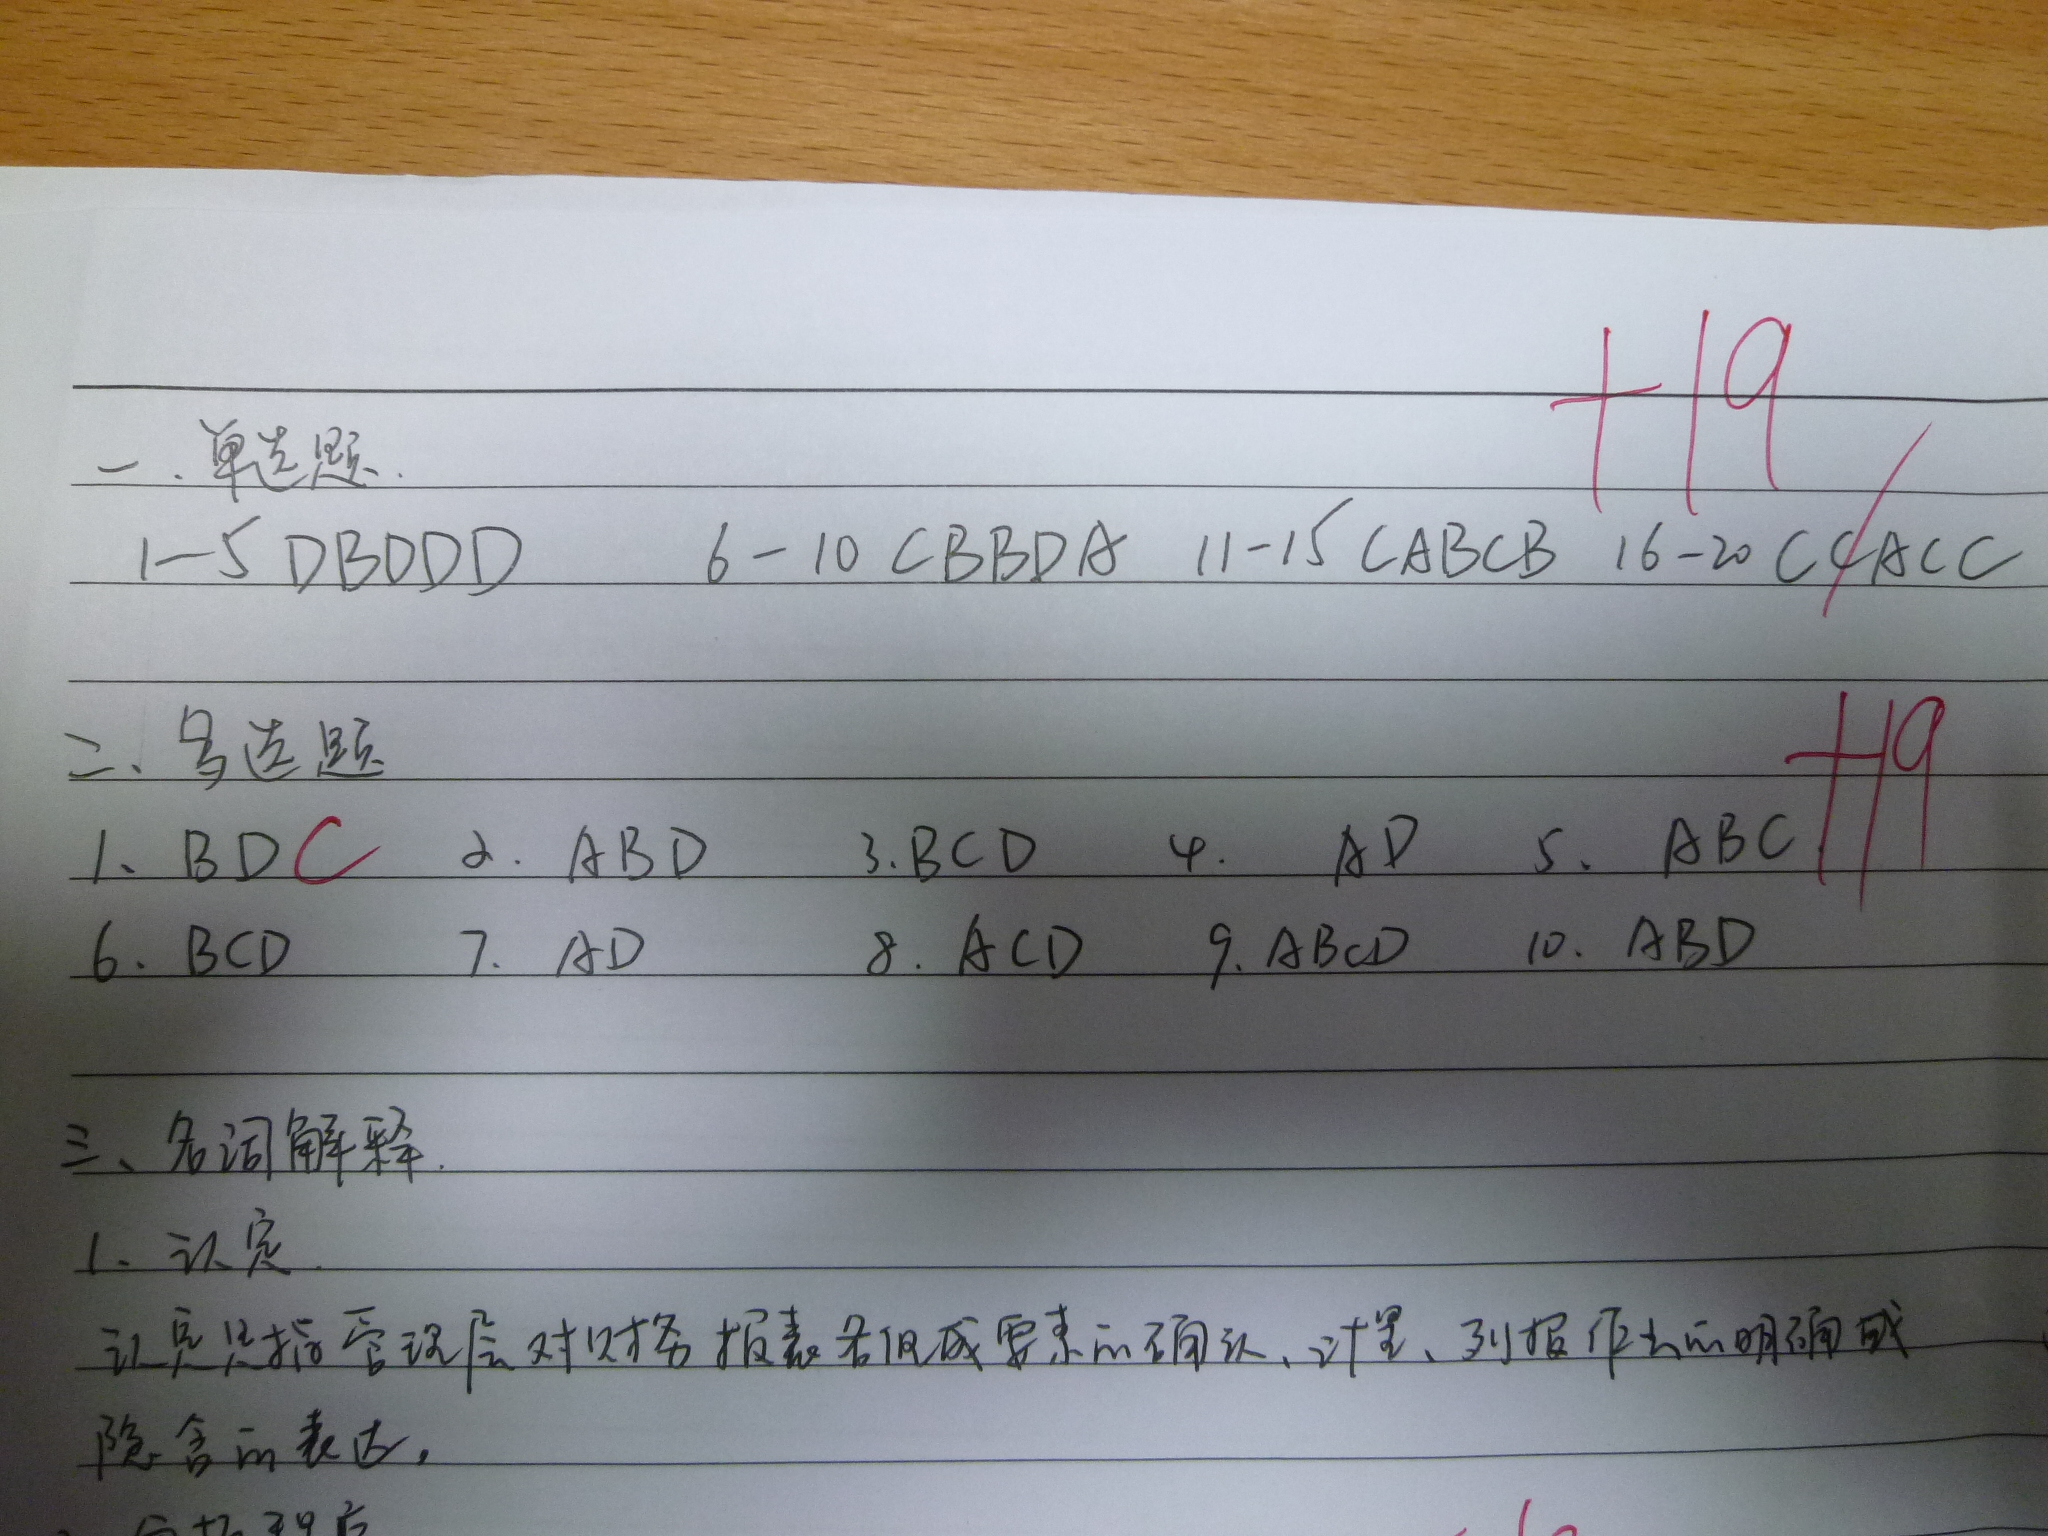 +19
一.单选题.
1-5 DBDDD 6-10 CBBDA 11-15 CABCB 16-20 CCACC
二、多选题
+19
1、BDC 2. ABD 3.BCD 4. AD 5. ABC
6. BCD 7. AD 8. ACD 9. ABCD 10. ABD
三、名词解释.
1、认定.
认定是指管理层对财务报表各组成要素的确认、计量、列报作出的明确或
隐含的表达。